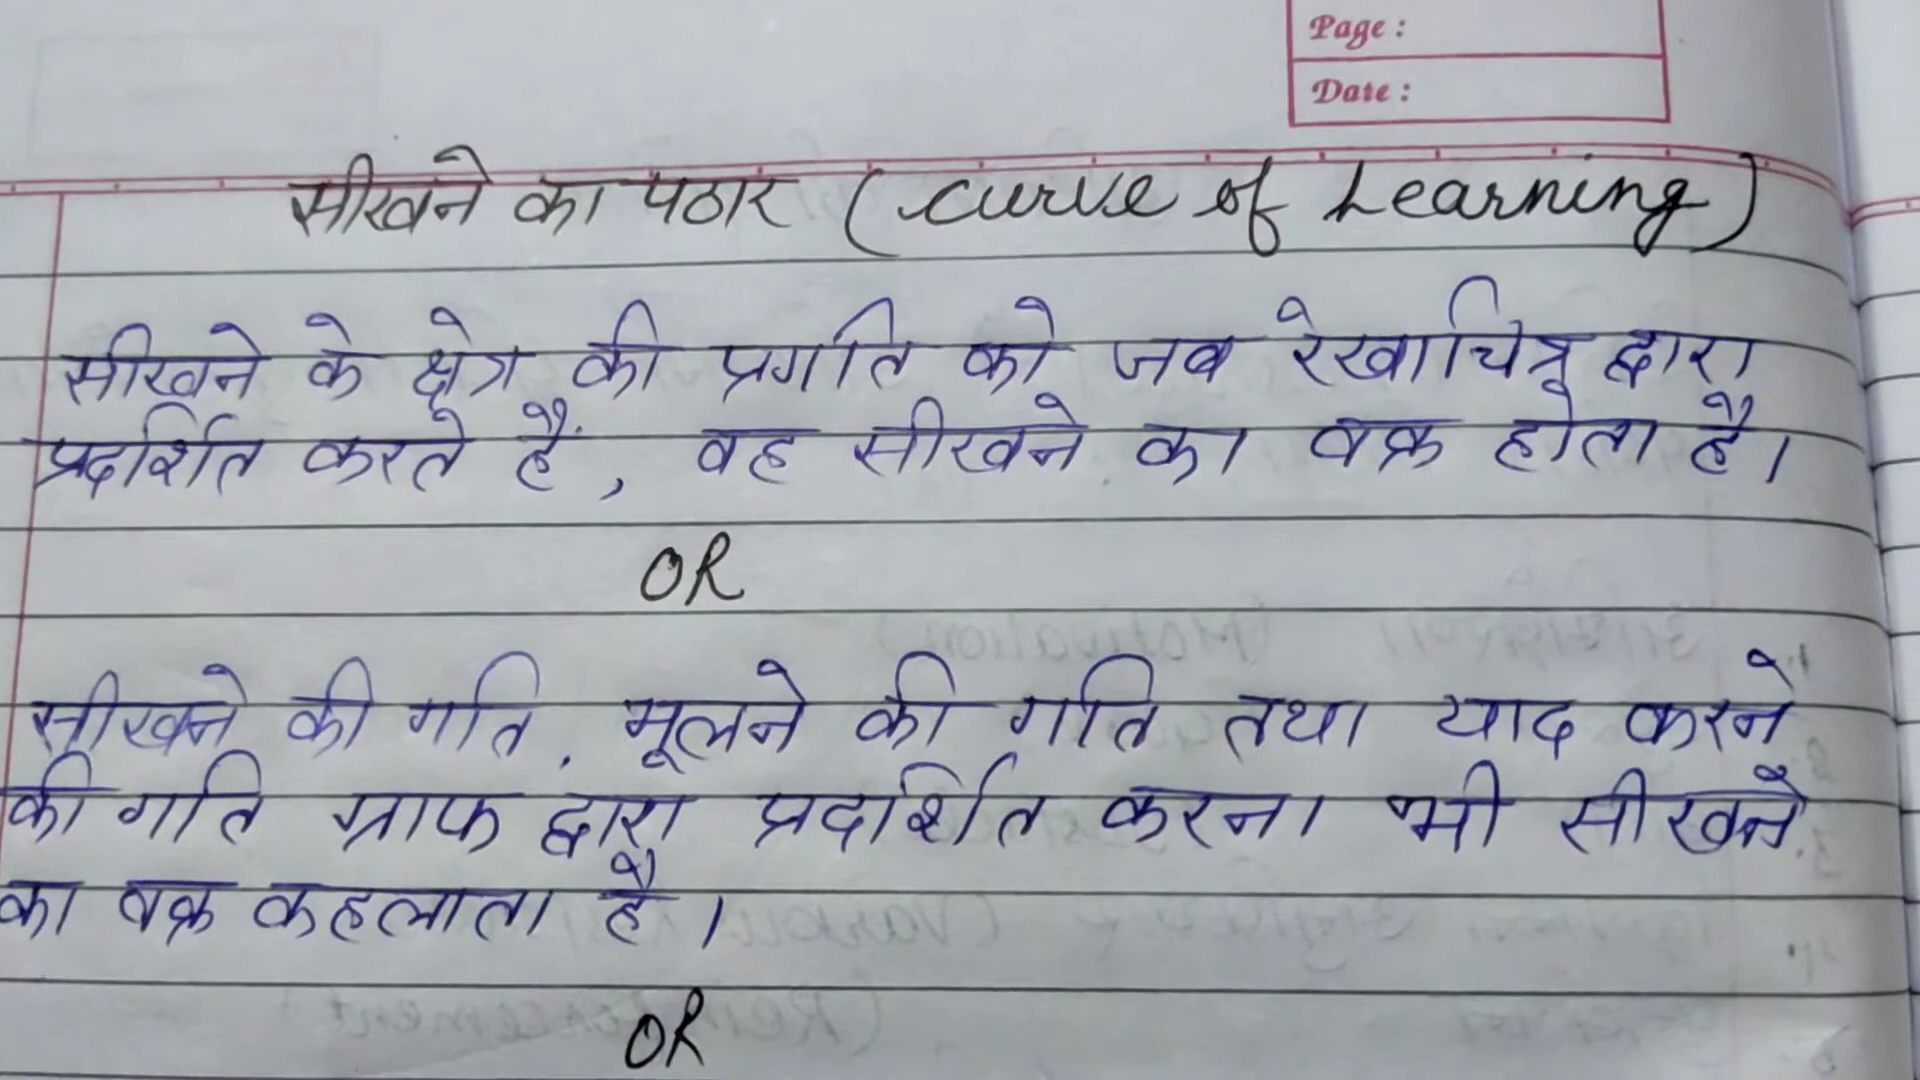 Page :
Date :
सीखने का पठार ( curve of Learning )
सीखने के क्षेत्र की प्रगति को जब रेखाचित्र द्वारा
प्रदर्शित करते हैं, वह सीखने का वक्र होता है।
OR
सीखने की गति, भूलने की गति तथा याद करने
की गति ग्राफ द्वारा प्रदर्शित करना भी सीखने
का वक्र कहलाता है।
OR